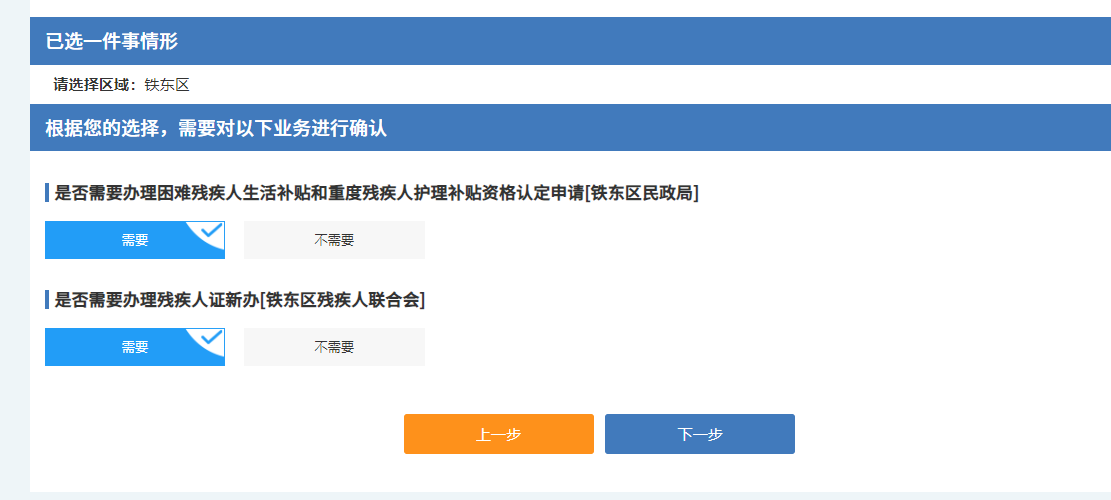 已选一件事情形
请选择区域：铁东区
根据您的选择，需要对以下业务进行确认
是否需要办理困难残疾人生活补贴和重度残疾人护理补贴资格认定申请[铁东区民政局]
需要 不需要
是否需要办理残疾人证新办[铁东区残疾人联合会]
需要 不需要
上一步 下一步